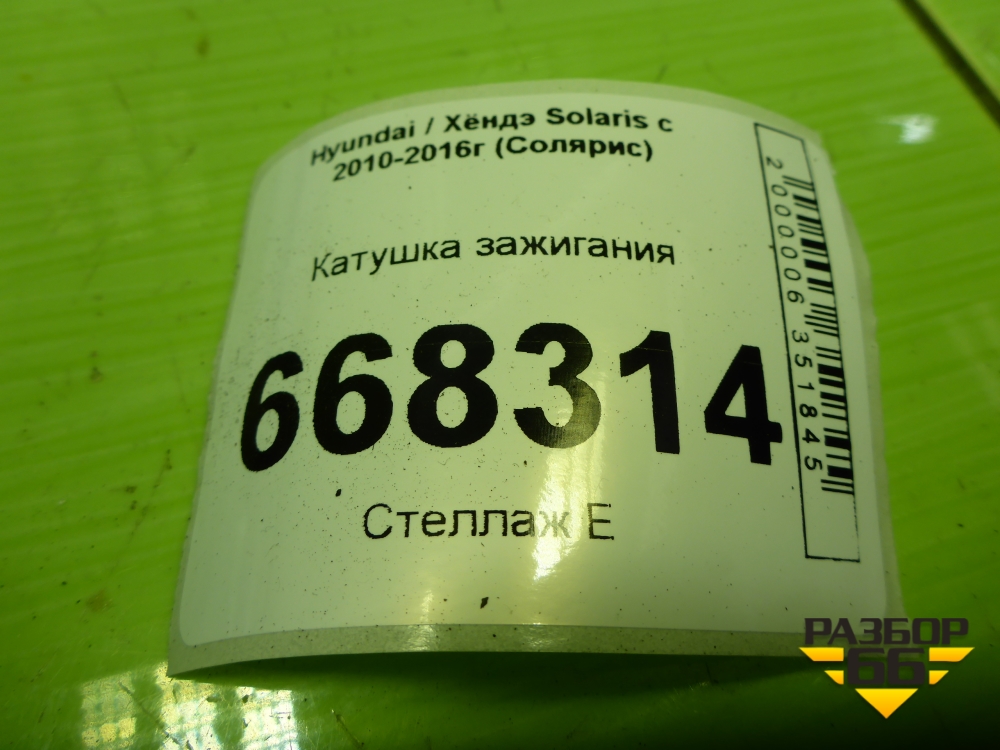 Hyundai / Хёндэ Solaris с
2010-2016г (Солярис)
Катушка зажигания
668314
Стеллаж Е
2000006351845
РАЗБОР
66